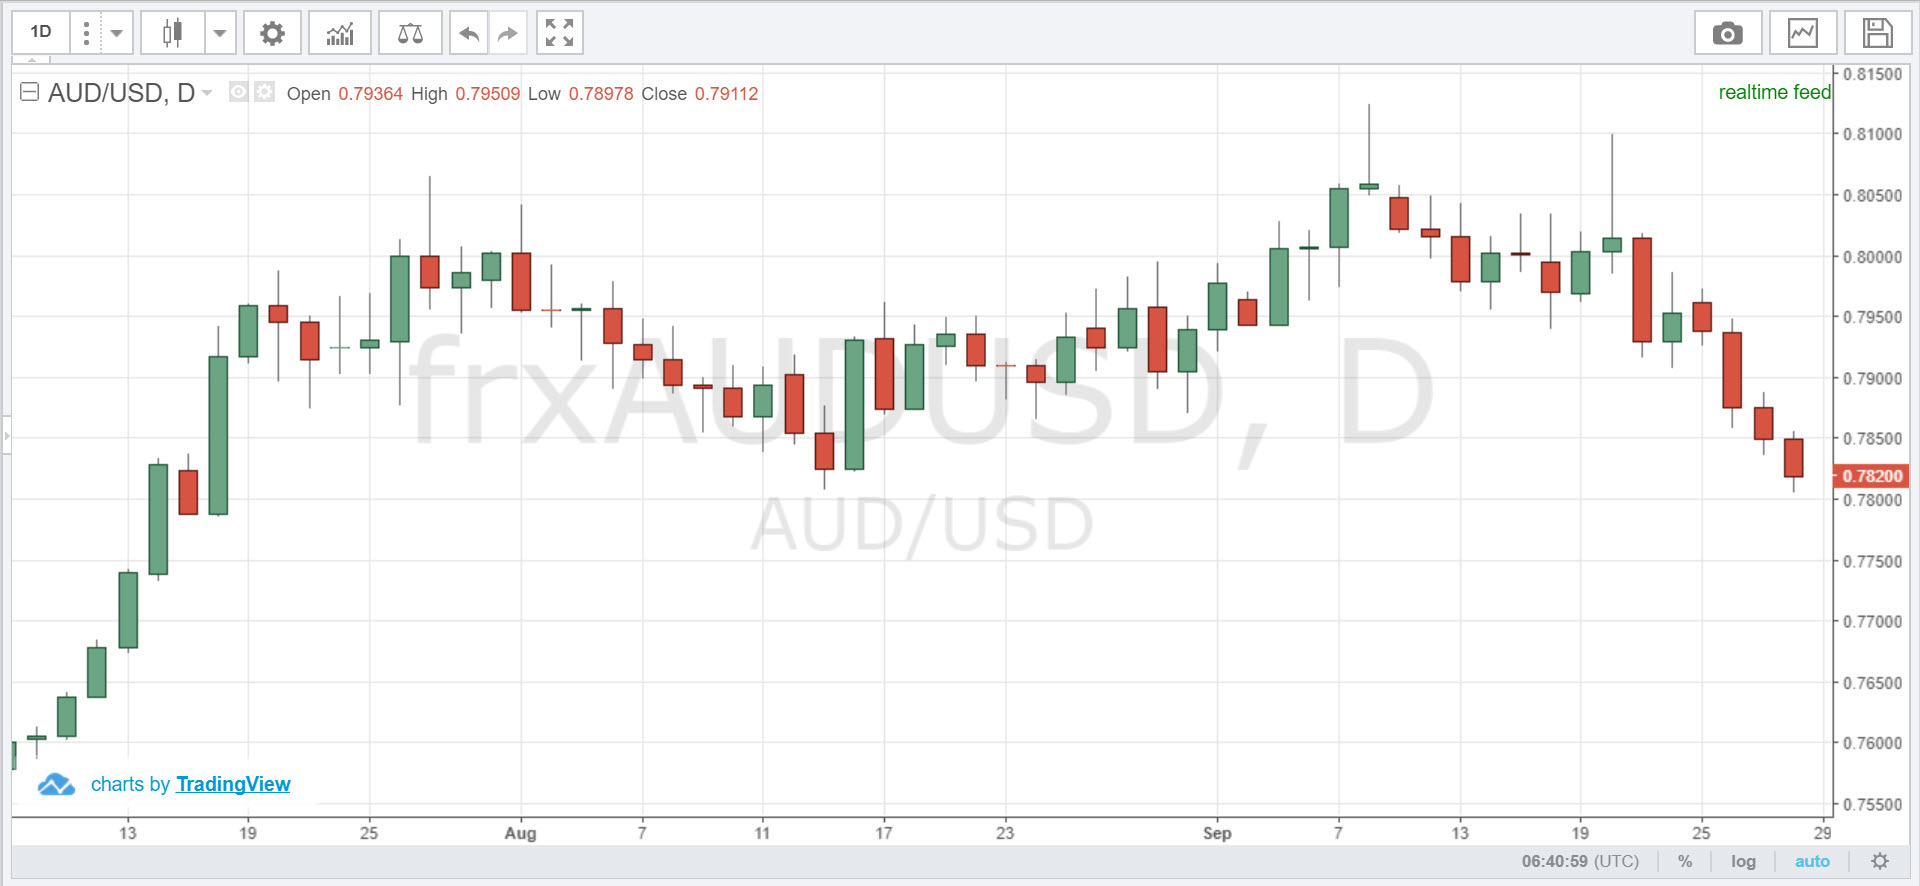 1D
AUD/USD, D Open 0.79364 High 0.79509 Low 0.78978 Close 0.79112
realtime feed
0.81500
0.81000
0.80500
0.80000
0.79500
0.79000
0.78500
0.78200
0.78000
0.77500
0.77000
0.76500
0.76000
0.75500
frxAUDUSD, D
AUD/USD
charts by TradingView
13 19 25 Aug 7 11 17 23 Sep 7 13 19 25 29
06:40:59 (UTC) % log auto